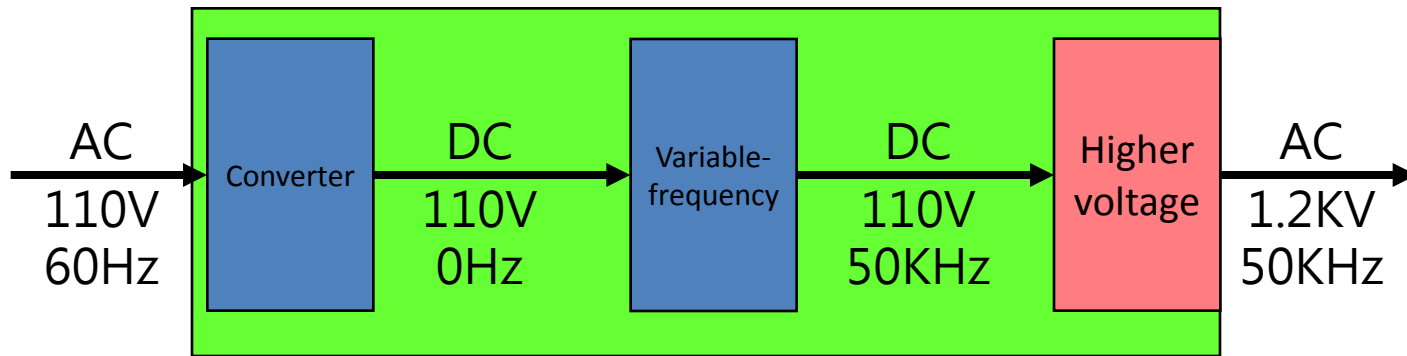 AC
110V
60Hz
Converter
DC
110V
0Hz
Variable-
frequency
DC
110V
50KHz
Higher
voltage
AC
1.2KV
50KHz